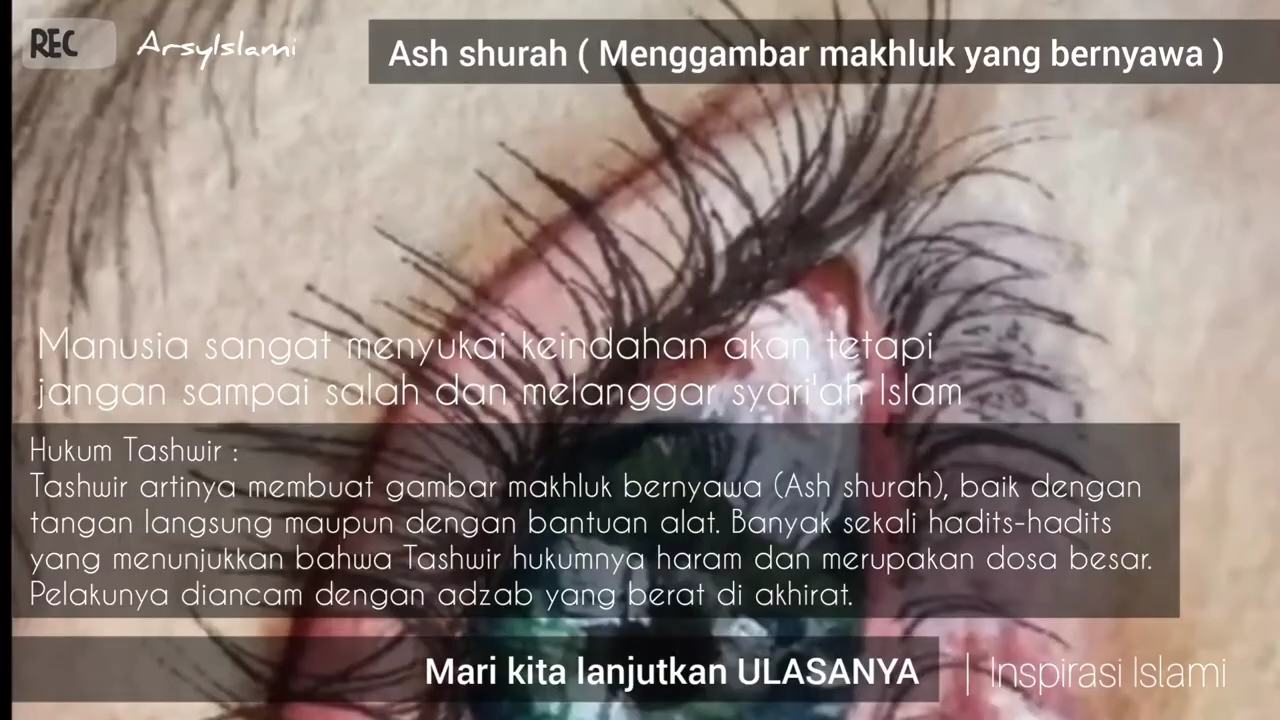 REC
ArsyIslami
Ash shurah ( Menggambar makhluk yang bernyawa )
Manusia sangat menyukai keindahan akan tetapi
jangan sampai salah dan melanggar syari'ah Islam
Hukum Tashwir :
Tashwir artinya membuat gambar makhluk bernyawa (Ash shurah), baik dengan
tangan langsung maupun dengan bantuan alat. Banyak sekali hadits-hadits
yang menunjukkan bahwa Tashwir hukumnya haram dan merupakan dosa besar.
Pelakunya diancam dengan adzab yang berat di akhirat.
Mari kita lanjutkan ULASANYA
| Inspirasi Islami